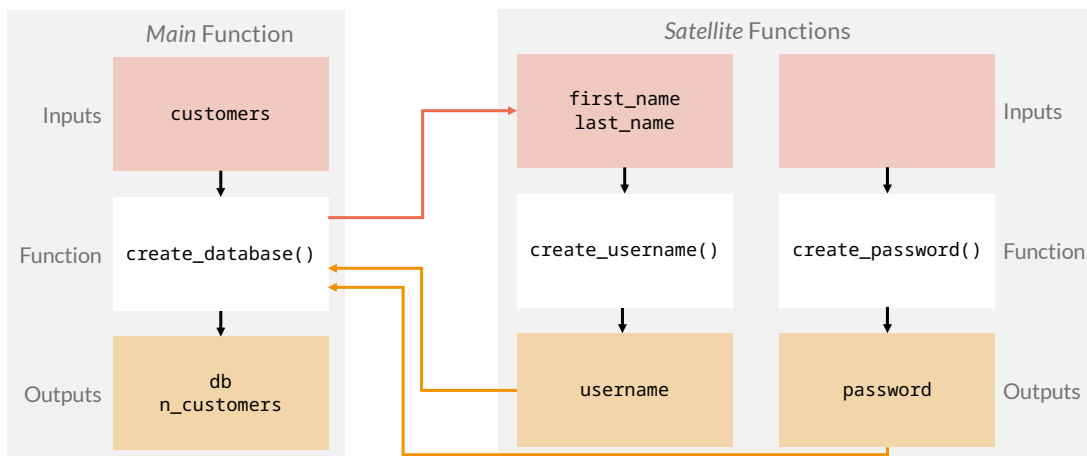 Main Function
Inputs
customers
Function
create_database()
Outputs
db
n_customers
Satellite Functions
first_name
last_name
Inputs
create_username()
create_password()
Function
username
password
Outputs